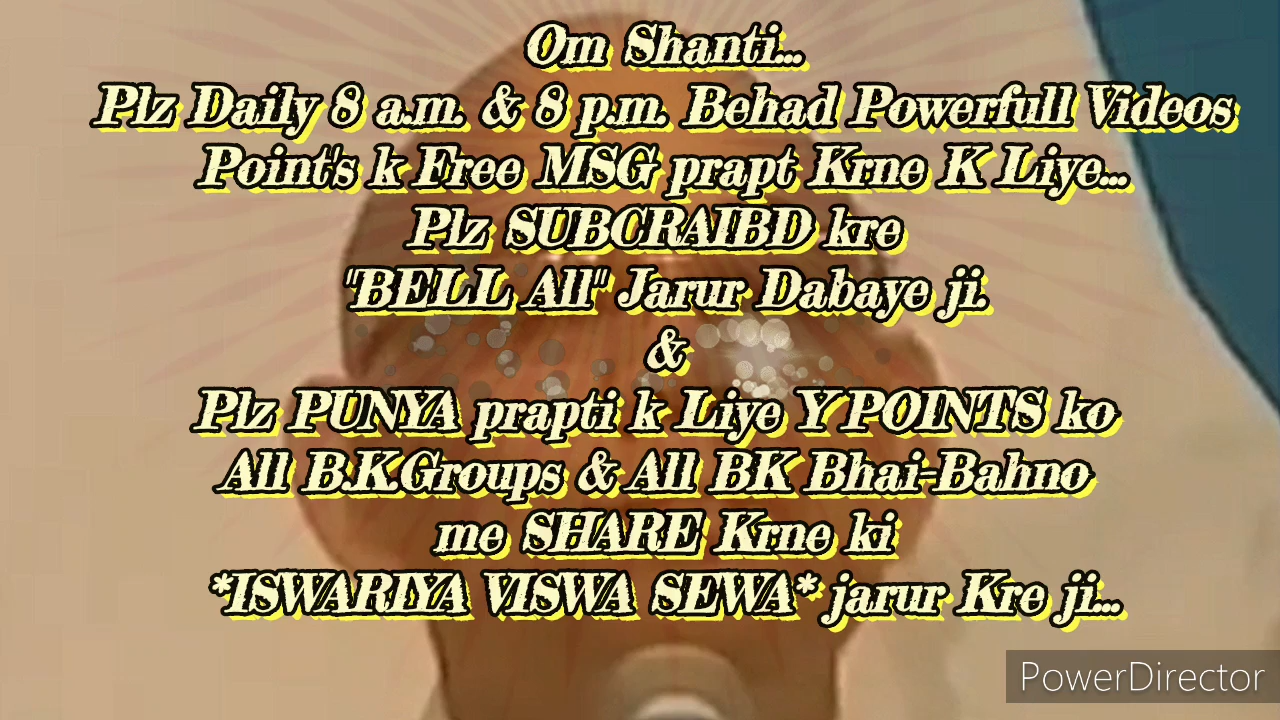 Om Shanti...
Plz Daily 8 a.m. & 8 p.m. Behad Powerfull Videos
Point's k Free MSG prapt Krne K Liye...
Plz SUBCRAIBD kre
"BELL All" Jarur Dabaye ji.
&
Plz PUNYA prapti k Liye Y POINTS ko
All B.K.Groups & All BK Bhai-Bahno
me SHARE Krne ki
*ISWARIYA VISWA SEWA* jarur Kre ji...
PowerDirector